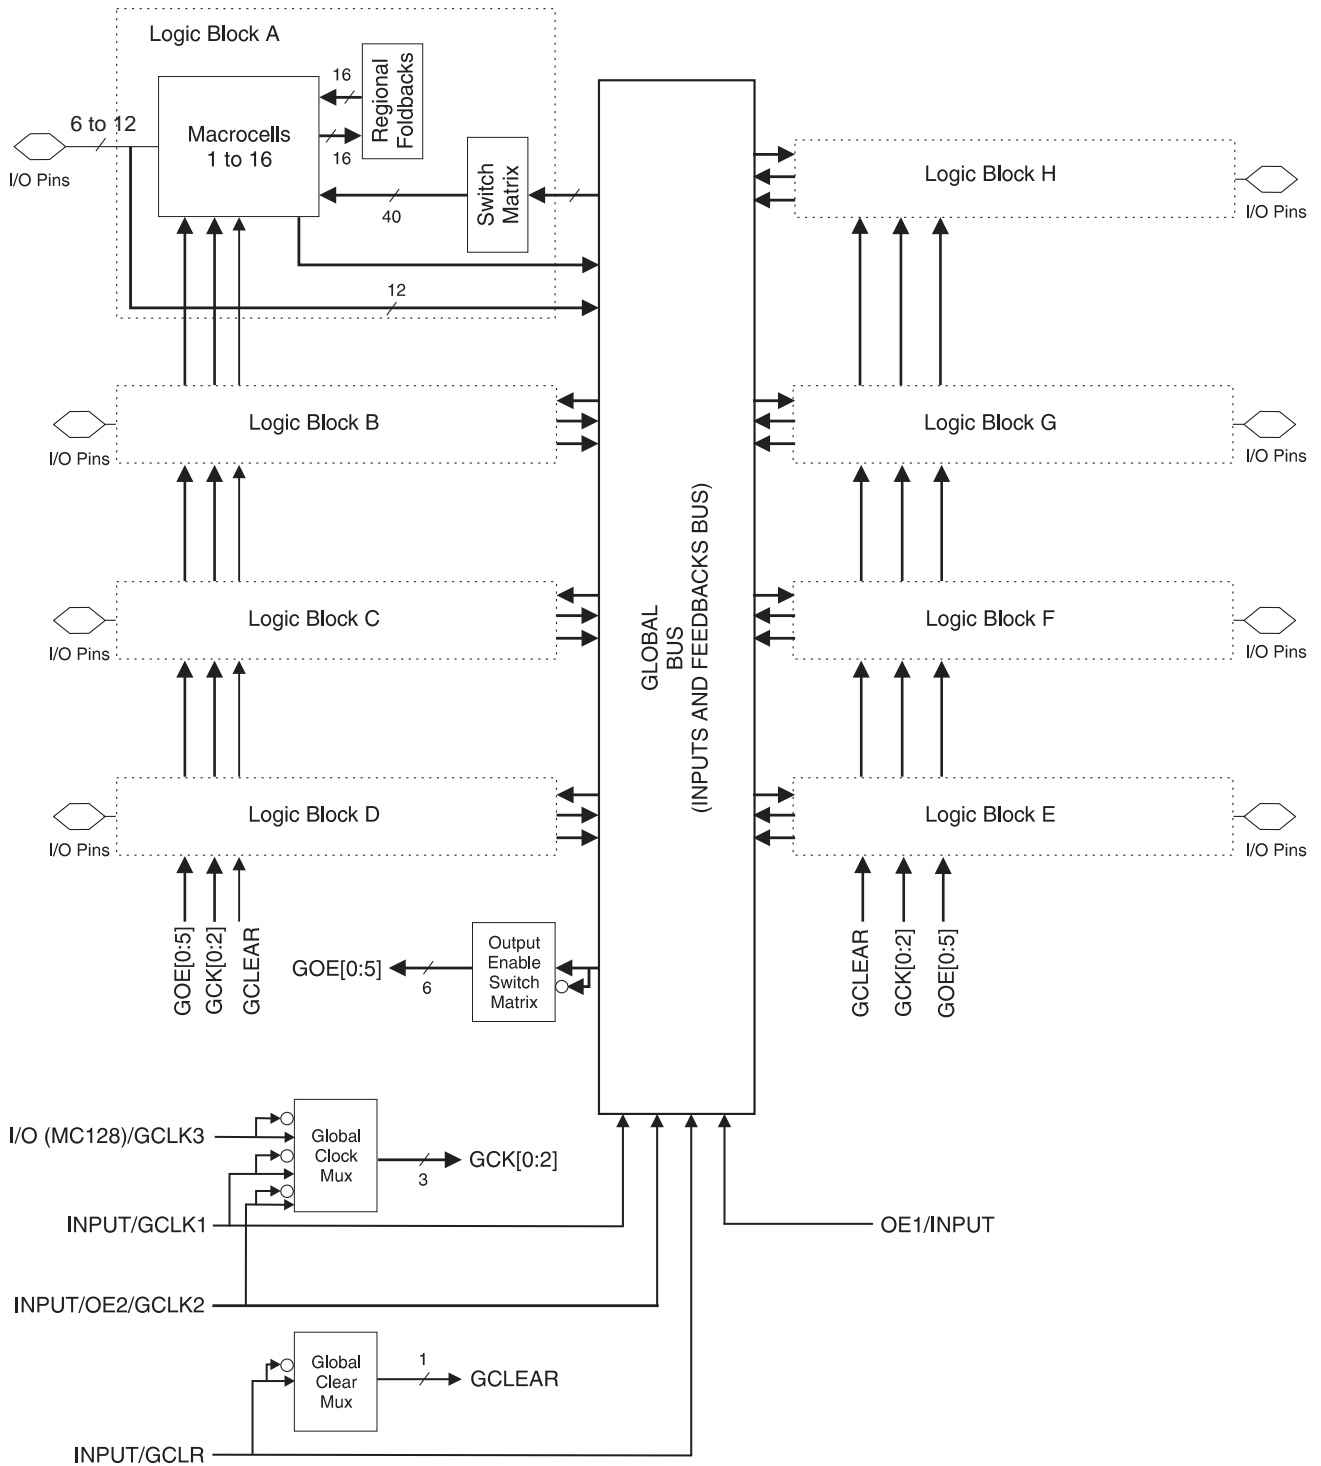 Logic Block A
16
Regional
Foldbacks
6 to 12
Macrocells
1 to 16
16
I/O Pins
40
Switch
Matrix
12
Logic Block H
I/O Pins
Logic Block B
I/O Pins
Logic Block G
I/O Pins
GLOBAL
BUS
(INPUTS AND FEEDBACKS BUS)
Logic Block C
I/O Pins
Logic Block F
I/O Pins
Logic Block D
I/O Pins
Logic Block E
I/O Pins
GOE[0:5]
GCK[0:2]
GCLEAR
GOE[0:5]
6
Output
Enable
Switch
Matrix
GCLEAR
GCK[0:2]
GOE[0:5]
I/O (MC128)/GCLK3
Global
Clock
Mux
3
GCK[0:2]
INPUT/GCLK1
OE1/INPUT
INPUT/OE2/GCLK2
Global
Clear
Mux
1
GCLEAR
INPUT/GCLR